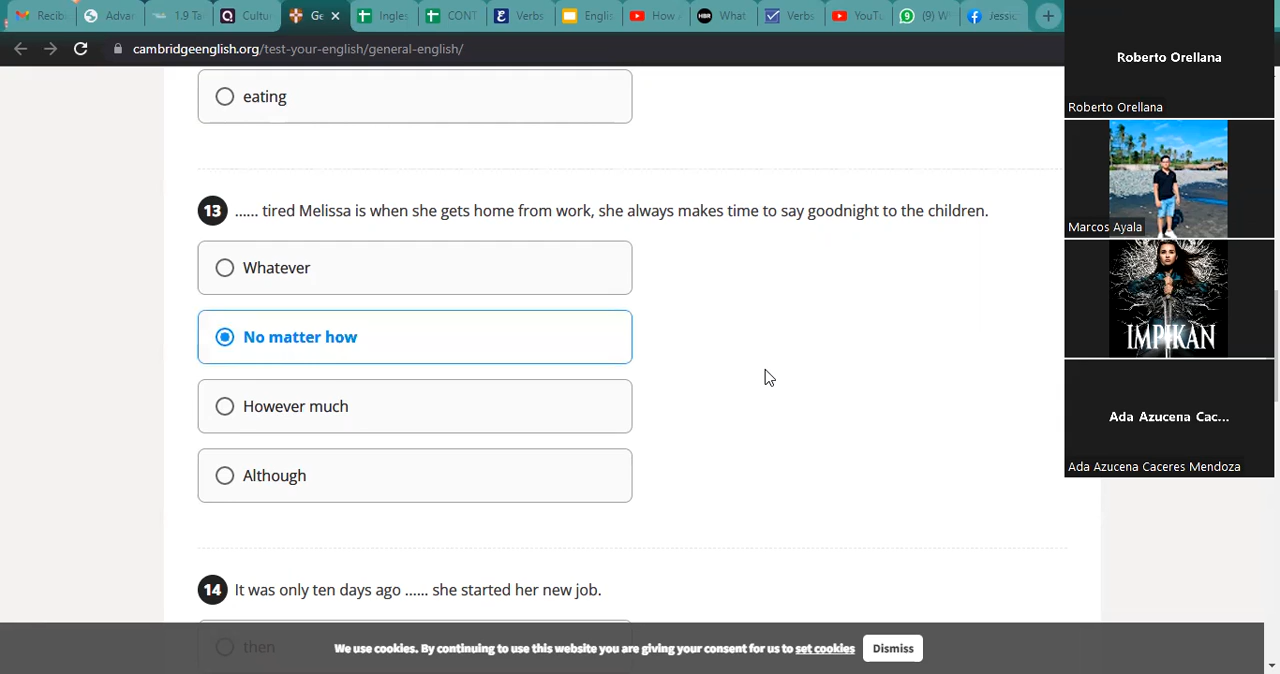 Recib
Advar
1.9 Ta
Cultu
Ge
Ingles
CONT
Verbs
Englis
How
What
Verbs
YouTu
(9) W
Jessic
cambridgeenglish.org/test-your-english/general-english/
eating
13 ...... tired Melissa is when she gets home from work, she always makes time to say goodnight to the children.
Whatever
No matter how
However much
Although
14 It was only ten days ago ...... she started her new job.
then
We use cookies. By continuing to use this website you are giving your consent for us to set cookies
Dismiss
Roberto Orellana
Roberto Orellana
Marcos Ayala
IMPIKAN
Ada Azucena Cac...
Ada Azucena Caceres Mendoza